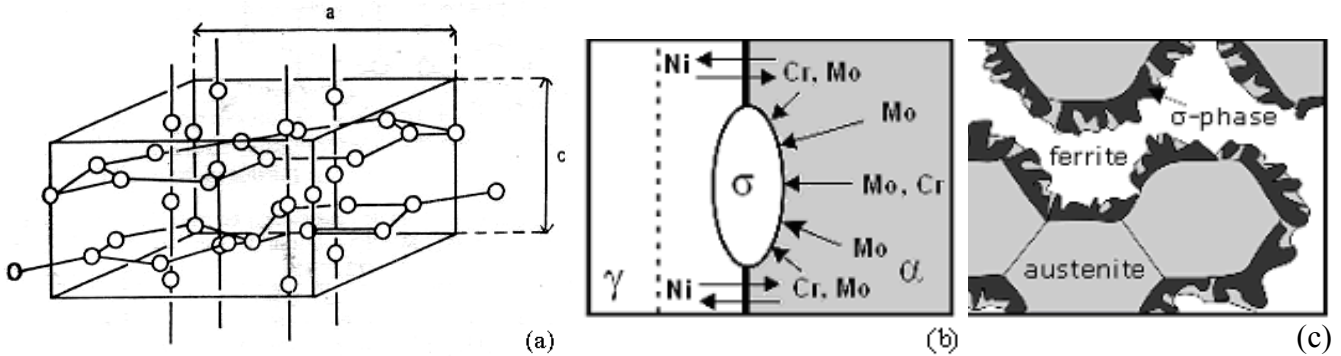 a
c
(a)
Ni
Cr, Mo
Mo
σ
Mo, Cr
Mo
γ
Ni
Cr, Mo
α
(b)
σ-phase
ferrite
austenite
(c)